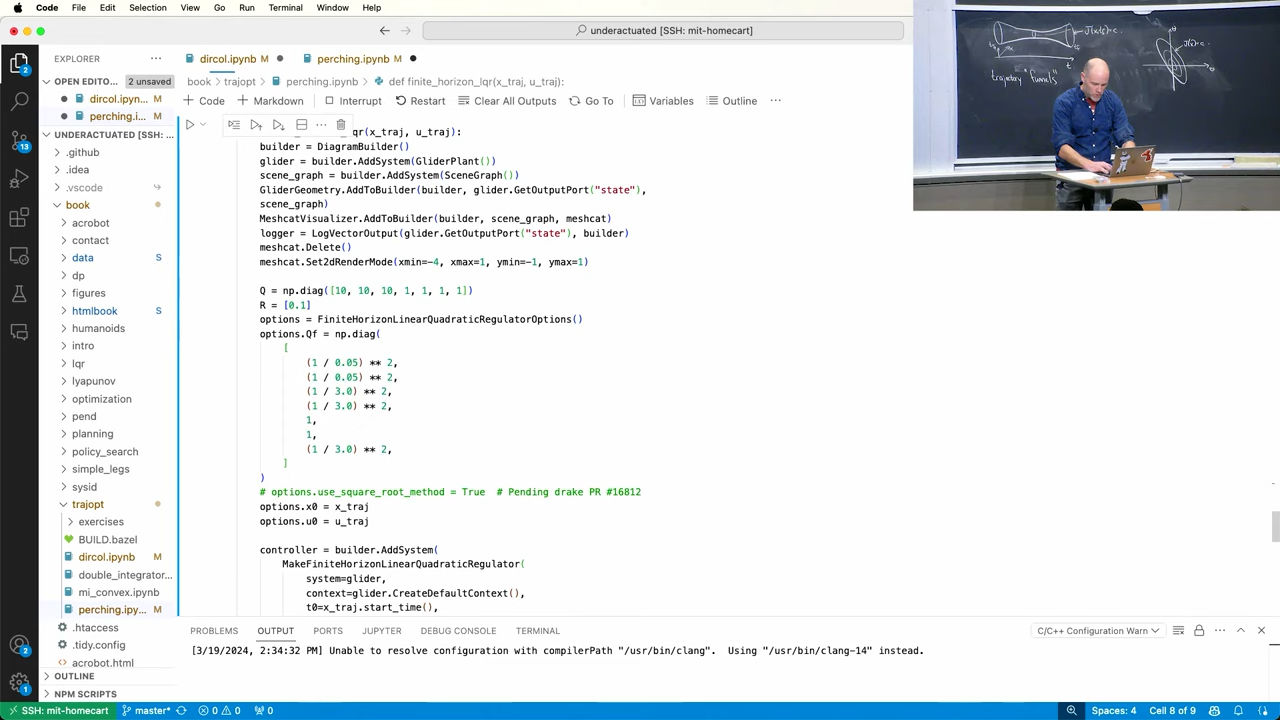 Code File Edit Selection View Go Run Terminal Window Help
underactuated [SSH: mit-homecart]
EXPLORER
OPEN EDITO... 2 unsaved
dircol.ipyn... M
perching.ip... M
UNDERACTUATED [SSH: ...
.github
.idea
.vscode
book
acrobot
contact
data S
dp
figures
htmlbook S
humanoids
intro
lqr
lyapunov
optimization
pend
planning
policy_search
simple_legs
sysid
trajopt
exercises
BUILD.bazel
dircol.ipynb M
double_integrator...
mi_convex.ipynb
perching.ipy... M
.htaccess
.tidy.config
acrobot.html
OUTLINE
NPM SCRIPTS
dircol.ipynb perching.ipynb M
book > trajopt > perching.ipynb > def finite_horizon_lqr(x_traj, u_traj):
+ Code + Markdown Interrupt Restart Clear All Outputs Go To Variables Outline ...
qr(x_traj, u_traj):
builder = DiagramBuilder()
glider = builder.AddSystem(GliderPlant())
scene_graph = builder.AddSystem(SceneGraph())
GliderGeometry.AddToBuilder(builder, glider.GetOutputPort("state"),
scene_graph)
MeshcatVisualizer.AddToBuilder(builder, scene_graph, meshcat)
logger = LogVectorOutput(glider.GetOutputPort("state"), builder)
meshcat.Delete()
meshcat.Set2dRenderMode(xmin=-4, xmax=1, ymin=-1, ymax=1)
Q = np.diag([10, 10, 10, 1, 1, 1, 1])
R = [0.1]
options = FiniteHorizonLinearQuadraticRegulatorOptions()
options.Qf = np.diag(
[
(1 / 0.05) ** 2,
(1 / 0.05) ** 2,
(1 / 3.0) ** 2,
(1 / 3.0) ** 2,
1,
1,
(1 / 3.0) ** 2,
]
)
# options.use_square_root_method = True # Pending drake PR #16812
options.x0 = x_traj
options.u0 = u_traj
controller = builder.AddSystem(
MakeFiniteHorizonLinearQuadraticRegulator(
system=glider,
context=glider.CreateDefaultContext(),
t0=x_traj.start_time(),
PROBLEMS OUTPUT PORTS JUPYTER DEBUG CONSOLE TERMINAL
C/C++ Configuration Warn
[3/19/2024, 2:34:32 PM] Unable to resolve configuration with compilerPath "/usr/bin/clang". Using "/usr/bin/clang-14" instead.
SSH: mit-homecart master* 0 0 0 Spaces: 4 Cell 8 of 9
trajectory "funnels"